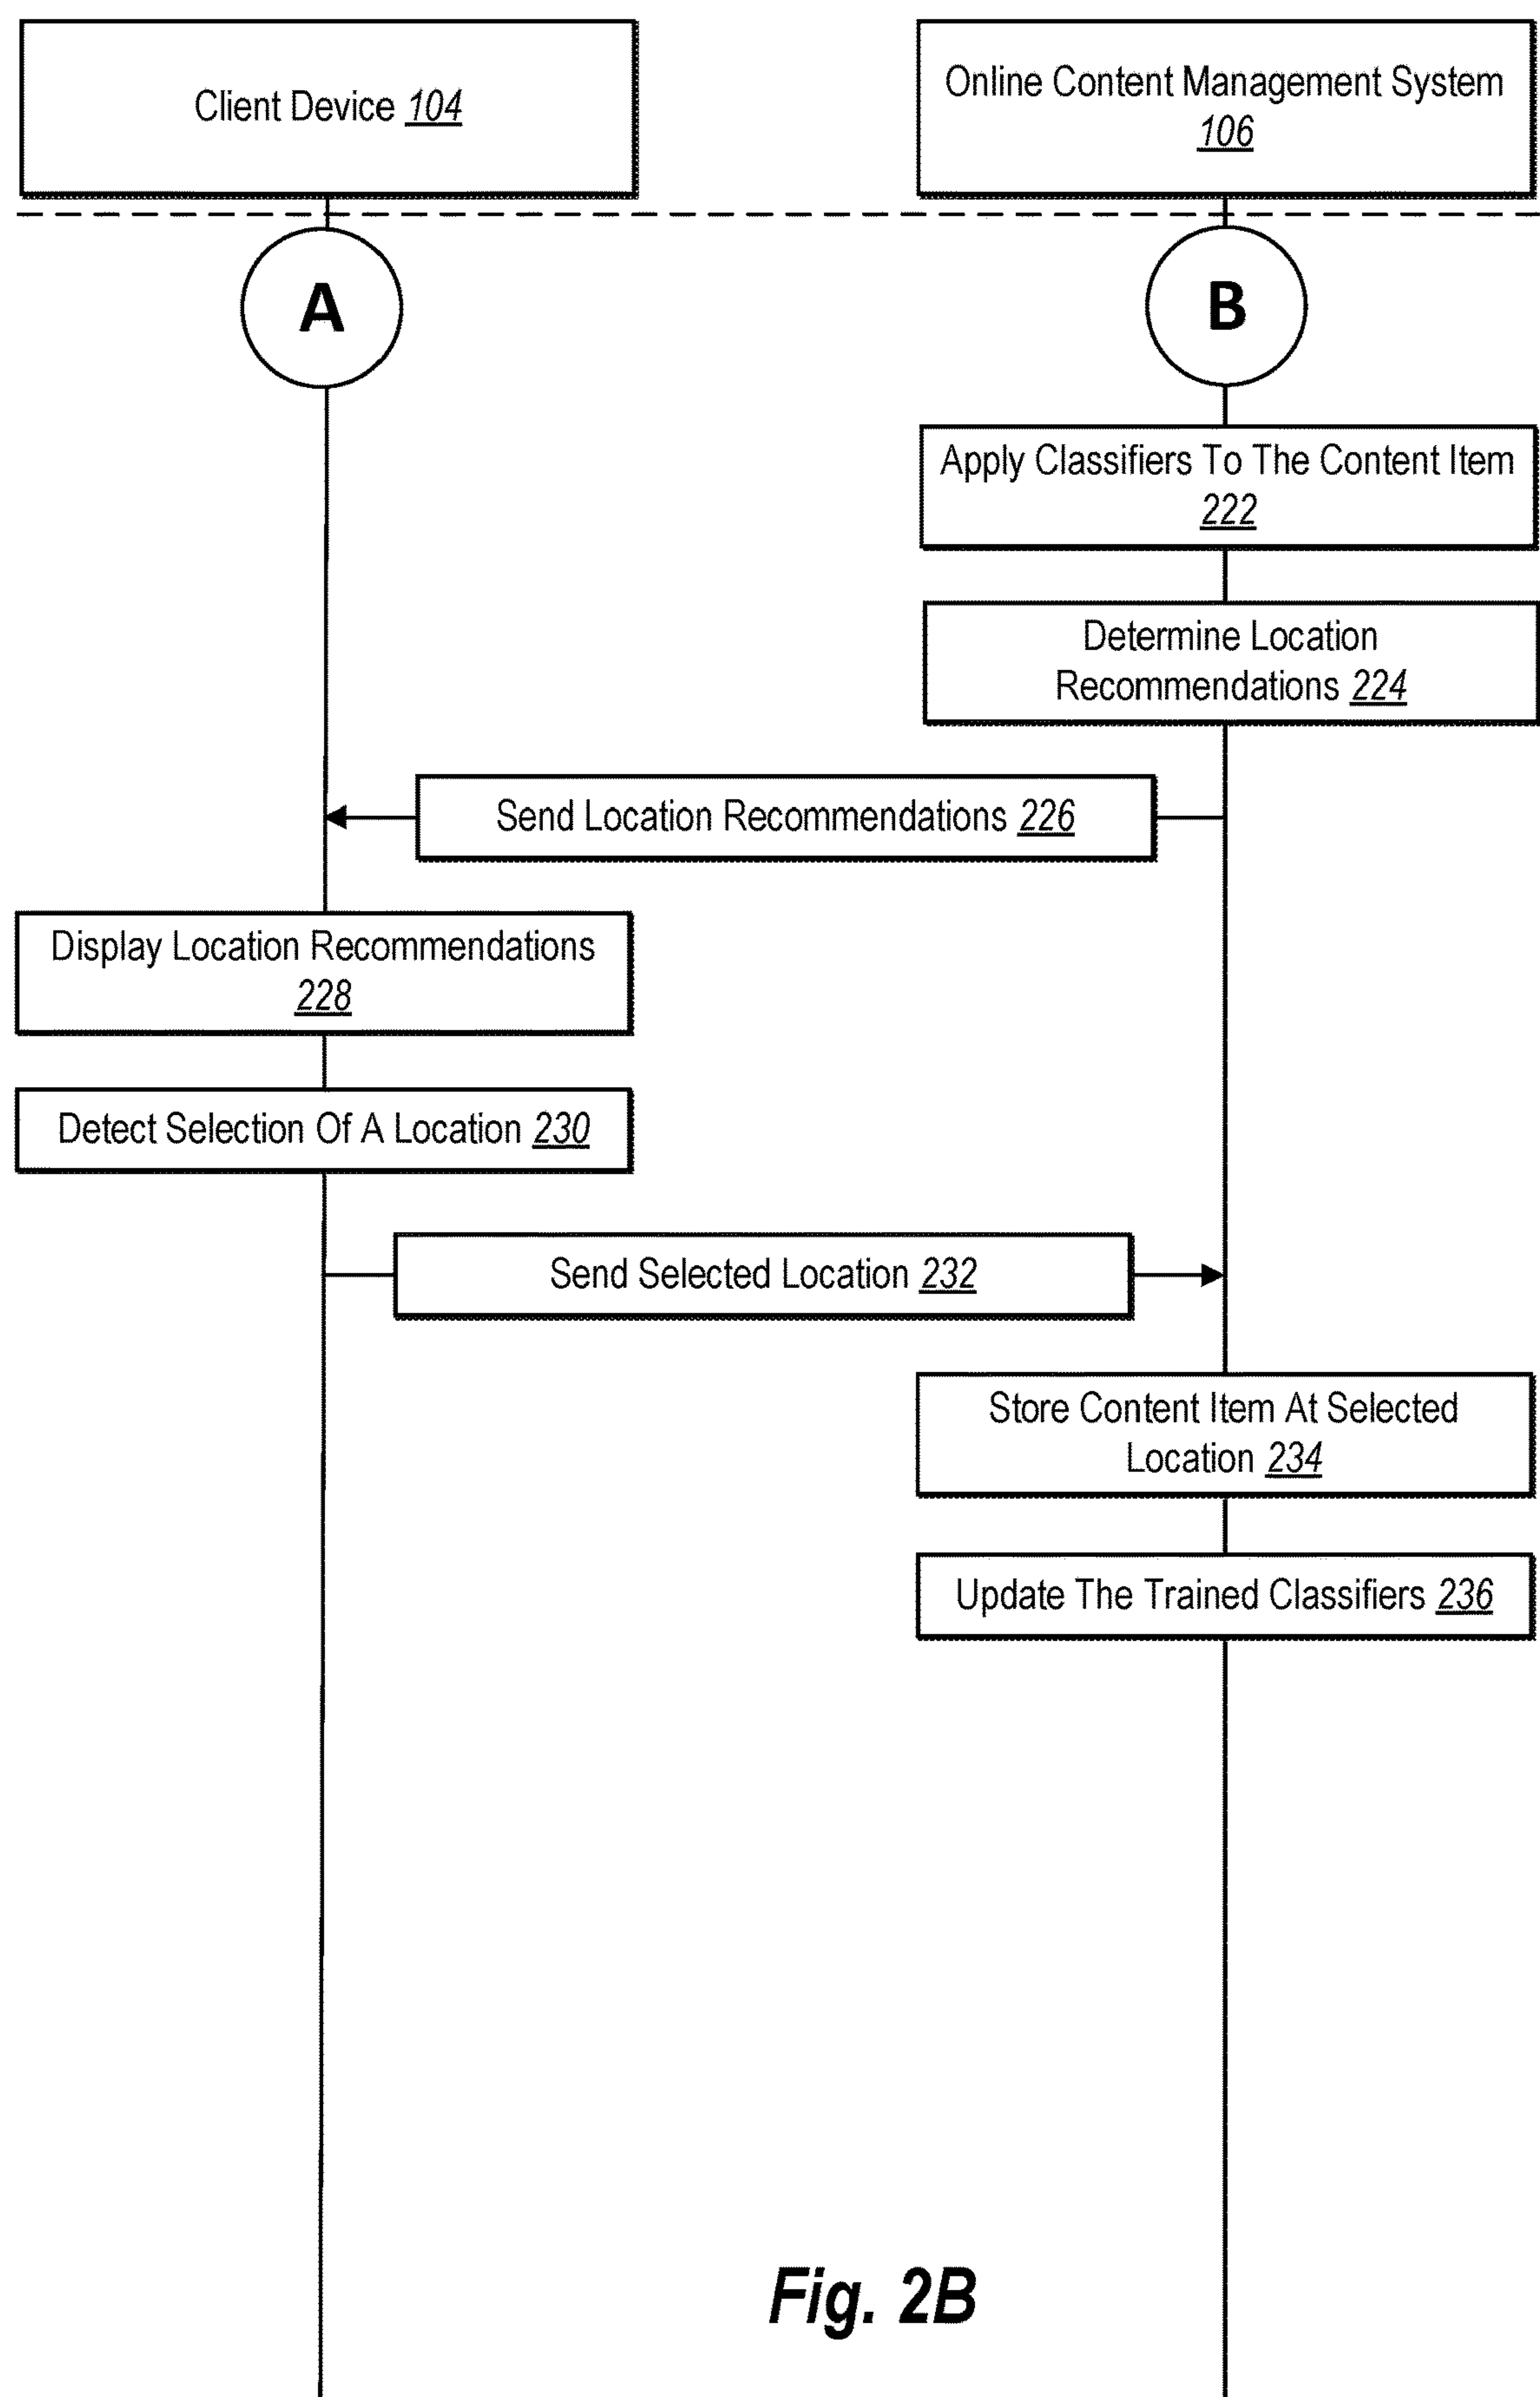 Client Device 104
Online Content Management System
106
A
B
Apply Classifiers To The Content Item
222
Determine Location
Recommendations 224
Send Location Recommendations 226
Display Location Recommendations
228
Detect Selection Of A Location 230
Send Selected Location 232
Store Content Item At Selected
Location 234
Update The Trained Classifiers 236
Fig. 2B